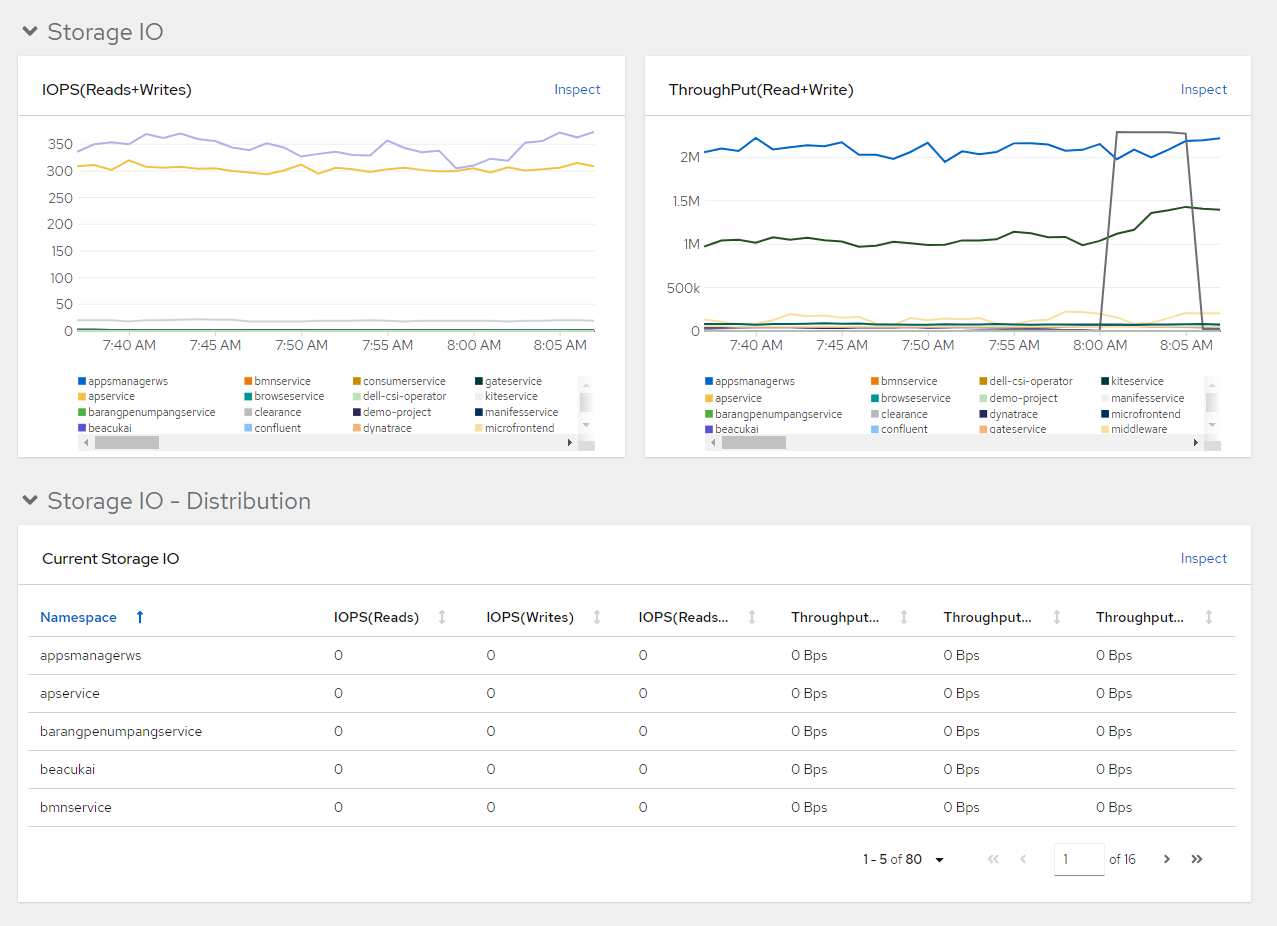 Storage IO
IOPS(Reads+Writes) Inspect
350
300
250
200
150
100
50
0
7:40 AM 7:45 AM 7:50 AM 7:55 AM 8:00 AM 8:05 AM
appsmanagerws bmnservice consumerservice gateservice
apservice browseservice dell-csi-operator kiteservice
barangpenumpangservice clearance demo-project manifesservice
beacukai confluent dynatrace microfrontend
ThroughPut(Read+Write) Inspect
2M
1.5M
1M
500k
0
7:40 AM 7:45 AM 7:50 AM 7:55 AM 8:00 AM 8:05 AM
appsmanagerws bmnservice dell-csi-operator kiteservice
apservice browseservice demo-project manifesservice
barangpenumpangservice clearance dynatrace microfrontend
beacukai confluent gateservice middleware
Storage IO - Distribution
Current Storage IO Inspect
Namespace IOPS(Reads) IOPS(Writes) IOPS(Reads... Throughput... Throughput... Throughput...
appsmanagerws 0 0 0 0 Bps 0 Bps 0 Bps
apservice 0 0 0 0 Bps 0 Bps 0 Bps
barangpenumpangservice 0 0 0 0 Bps 0 Bps 0 Bps
beacukai 0 0 0 0 Bps 0 Bps 0 Bps
bmnservice 0 0 0 0 Bps 0 Bps 0 Bps
1 - 5 of 80 1 of 16